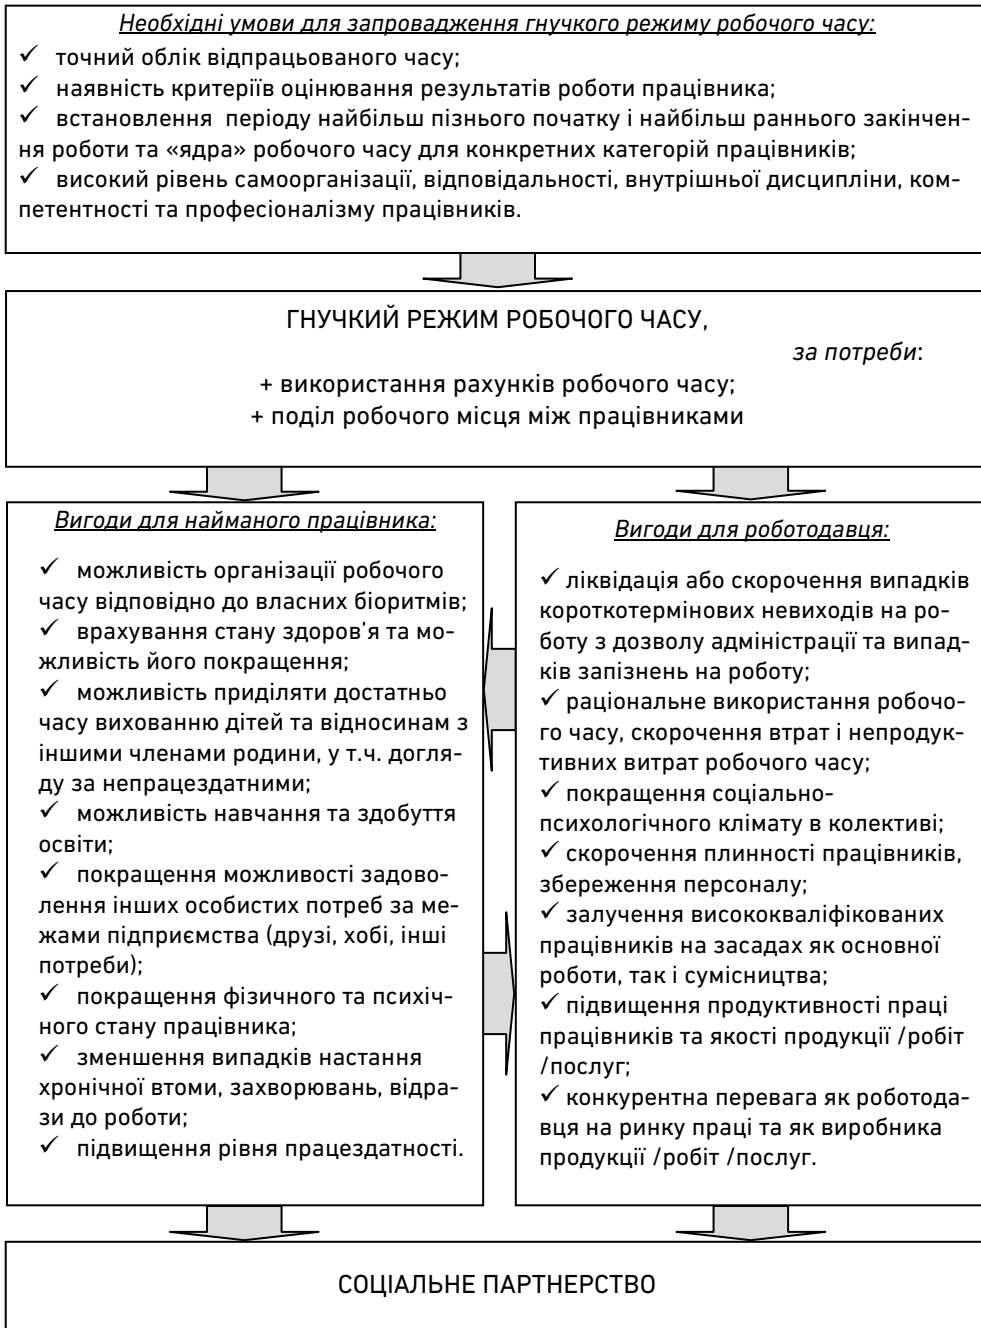 Необхідні умови для запровадження гнучкого режиму робочого часу:
✓ точний облік відпрацьованого часу;
✓ наявність критеріїв оцінювання результатів роботи працівника;
✓ встановлення періоду найбільш пізнього початку і найбільш раннього закінчен-
ня роботи та «ядра» робочого часу для конкретних категорій працівників;
✓ високий рівень самоорганізації, відповідальності, внутрішньої дисципліни, ком-
петентності та професіоналізму працівників.
ГНУЧКИЙ РЕЖИМ РОБОЧОГО ЧАСУ,
за потреби:
+ використання рахунків робочого часу;
+ поділ робочого місця між працівниками
Вигоди для найманого працівника:
✓ можливість організації робочого
часу відповідно до власних біоритмів;
✓ врахування стану здоров'я та мо-
жливість його покращення;
✓ можливість приділяти достатньо
часу вихованню дітей та відносинам з
іншими членами родини, у т.ч. догля-
ду за непрацездатними;
✓ можливість навчання та здобуття
освіти;
✓ покращення можливості задово-
лення інших особистих потреб за ме-
жами підприємства (друзі, хобі, інші
потреби);
✓ покращення фізичного та психіч-
ного стану працівника;
✓ зменшення випадків настання
хронічної втоми, захворювань, відра-
зи до роботи;
✓ підвищення рівня працездатності.
Вигоди для роботодавця:
✓ ліквідація або скорочення випадків
короткотермінових невиходів на ро-
боту з дозволу адміністрації та випад-
ків запізнень на роботу;
✓ раціональне використання робочо-
го часу, скорочення втрат і непродук-
тивних витрат робочого часу;
✓ покращення соціально-
психологічного клімату в колективі;
✓ скорочення плинності працівників,
збереження персоналу;
✓ залучення висококваліфікованих
працівників на засадах як основної
роботи, так і сумісництва;
✓ підвищення продуктивності праці
працівників та якості продукції /робіт
/послуг;
✓ конкурентна перевага як роботода-
вця на ринку праці та як виробника
продукції /робіт /послуг.
СОЦІАЛЬНЕ ПАРТНЕРСТВО